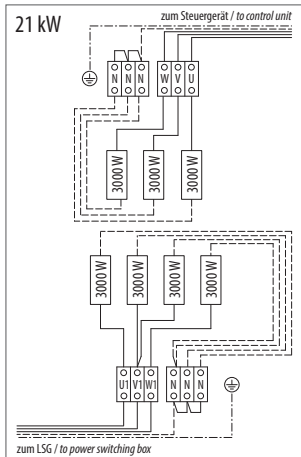 21 kW
zum Steuergerät / to control unit
N N N W V U
3000 W 3000 W 3000 W
3000 W 3000 W 3000 W 3000 W
U1 V1 W1 N N N
zum LSG / to power switching box